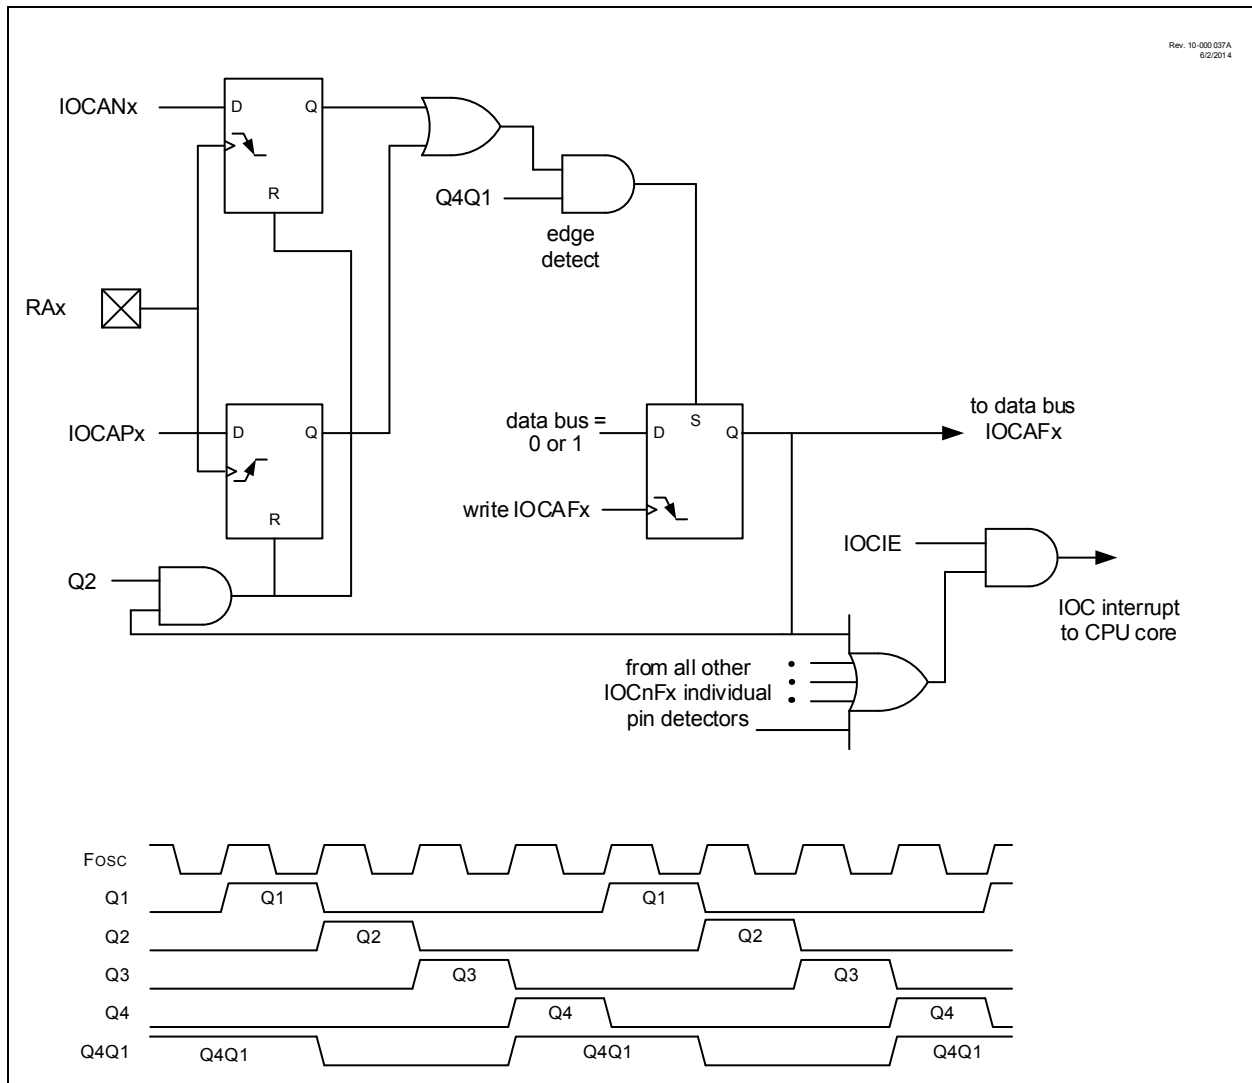 Rev. 10-000 037A
6/2/2014
IOCANx
D
Q
R
Q4Q1
edge
detect
RAx
IOCAPx
D
Q
R
data bus =
0 or 1
D
S
Q
to data bus
IOCAFx
write IOCAFx
IOCIE
Q2
IOC interrupt
to CPU core
from all other
IOCnFx individual
pin detectors
FOSC
Q1
Q1
Q1
Q2
Q2
Q2
Q3
Q3
Q3
Q4
Q4
Q4
Q4Q1
Q4Q1
Q4Q1
Q4Q1